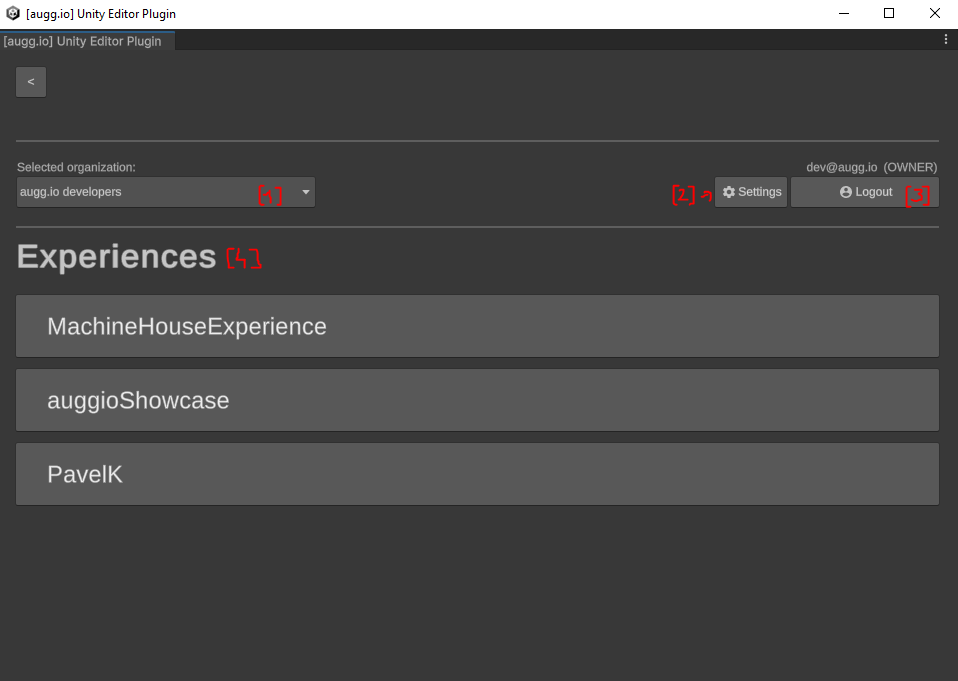 [augg.io] Unity Editor Plugin
[augg.io] Unity Editor Plugin
<
Selected organization:
dev@augg.io (OWNER)
augg.io developers [1]
[2] Settings
Logout [3]
Experiences [4]
MachineHouseExperience
auggioShowcase
PavelK